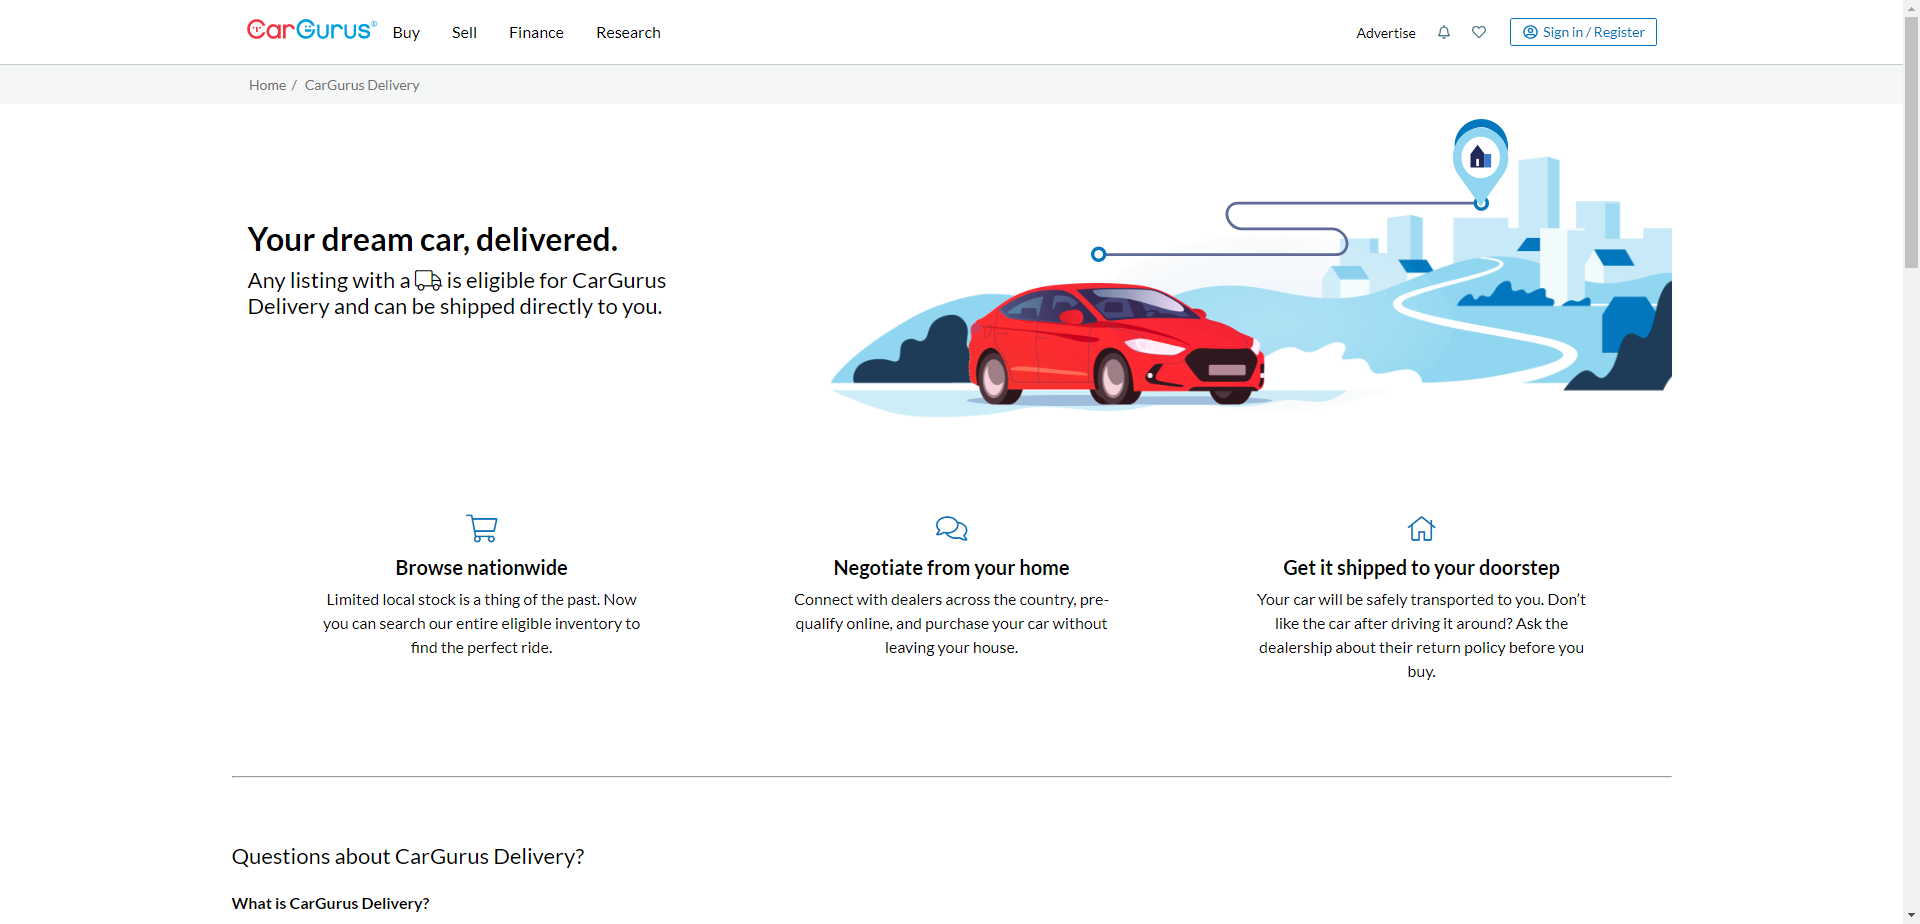 CarGurus®
Buy
Sell
Finance
Research
Advertise
Sign in / Register
Home / CarGurus Delivery
Your dream car, delivered.
Any listing with a is eligible for CarGurus
Delivery and can be shipped directly to you.
Browse nationwide
Limited local stock is a thing of the past. Now
you can search our entire eligible inventory to
find the perfect ride.
Negotiate from your home
Connect with dealers across the country, pre-
qualify online, and purchase your car without
leaving your house.
Get it shipped to your doorstep
Your car will be safely transported to you. Don’t
like the car after driving it around? Ask the
dealership about their return policy before you
buy.
Questions about CarGurus Delivery?
What is CarGurus Delivery?